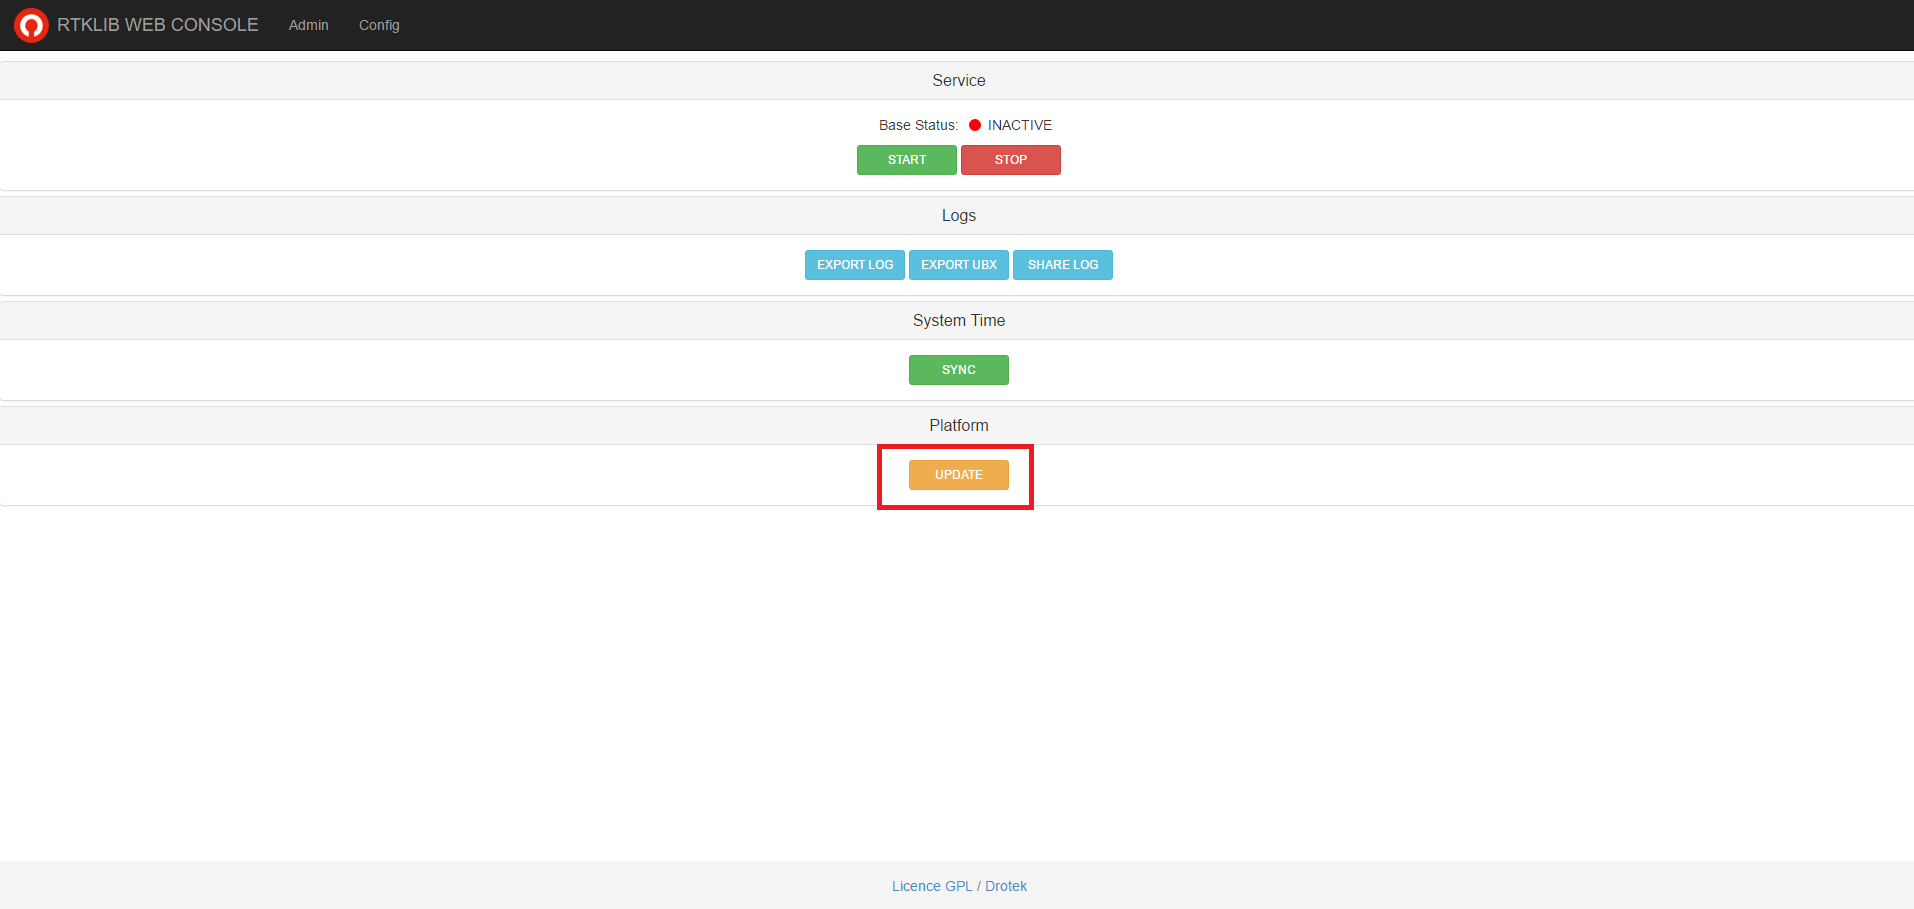 RTKLIB WEB CONSOLE Admin Config
Service
Base Status: INACTIVE
START STOP
Logs
EXPORT LOG EXPORT UBX SHARE LOG
System Time
SYNC
Platform
UPDATE
Licence GPL / Drotek